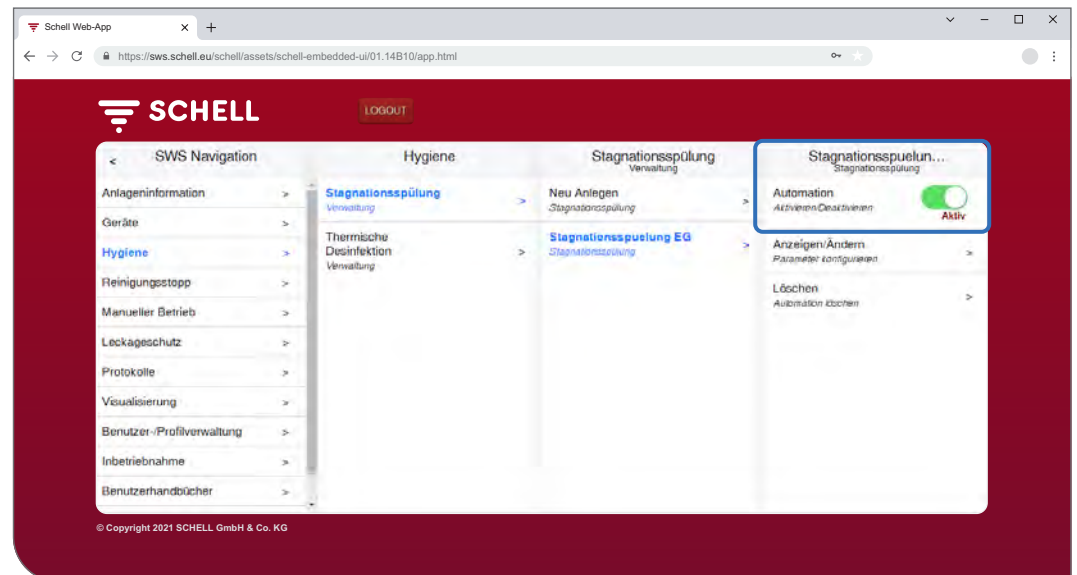 Schell Web-App
https://sws.schell.eu/schell/assets/schell-embedded-ui/01.14B10/app.html
SCHELL
LOGOUT
< SWS Navigation
Anlageninformation >
Geräte >
Hygiene >
Reinigungsstopp >
Manueller Betrieb >
Leckageschutz >
Protokolle >
Visualisierung >
Benutzer-/Profilverwaltung >
Inbetriebnahme >
Benutzerhandbücher >
Hygiene
Stagnationsspülung >
Verwaltung
Thermische
Desinfektion >
Verwaltung
Stagnationsspülung
Verwaltung
Neu Anlegen >
Stagnationsspülung
Stagnationsspuelung EG >
Stagnationsspülung
Stagnationsspuelun...
Stagnationsspülung
Automation
Aktivieren/Deaktivieren
Aktiv
Anzeigen/Ändern >
Parameter konfigurieren
Löschen >
Automation löschen
© Copyright 2021 SCHELL GmbH & Co. KG